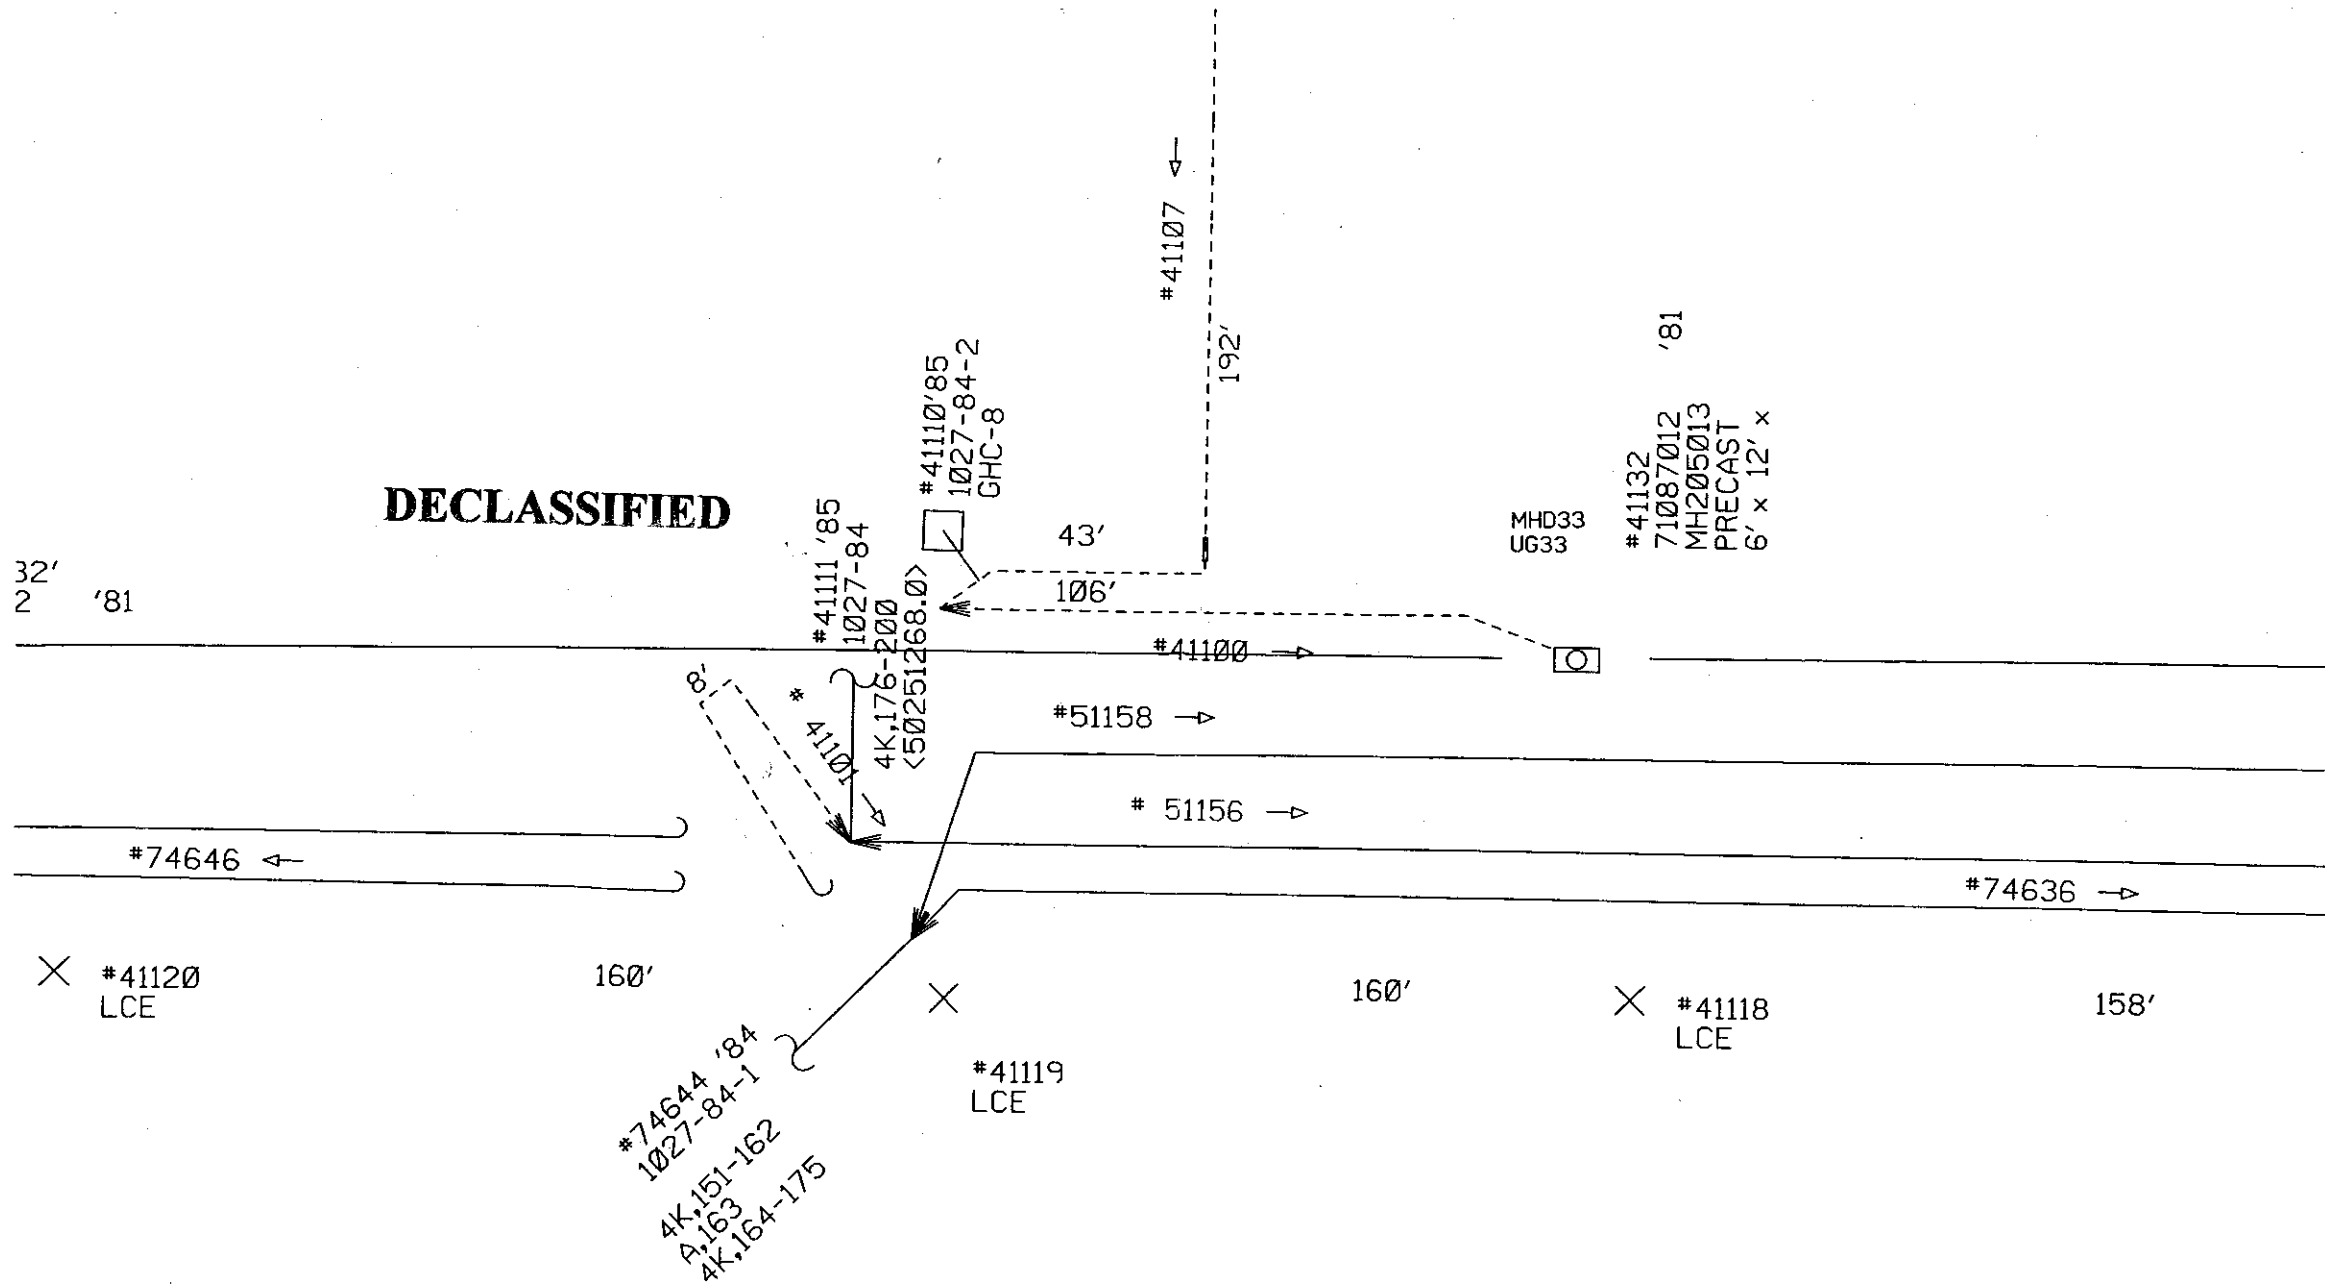 #41107
192'
#41110'85
1027-84-2
GHC-8
'81
#41132
71087012
MH205013
PRECAST
6' × 12' ×
DECLASSIFIED
MHD33
UG33
43'
106'
32'
2 '81
#41111 '85
1027-84
4K,176-200
<50251268.0>
#41100
8'
# 41101
#51158
# 51156
#74646
#74636
#41120
LCE
160'
160'
#41118
LCE
158'
#41119
LCE
#74644 '84
1027-84-1
4K,151-162
A,163
4K,164-175